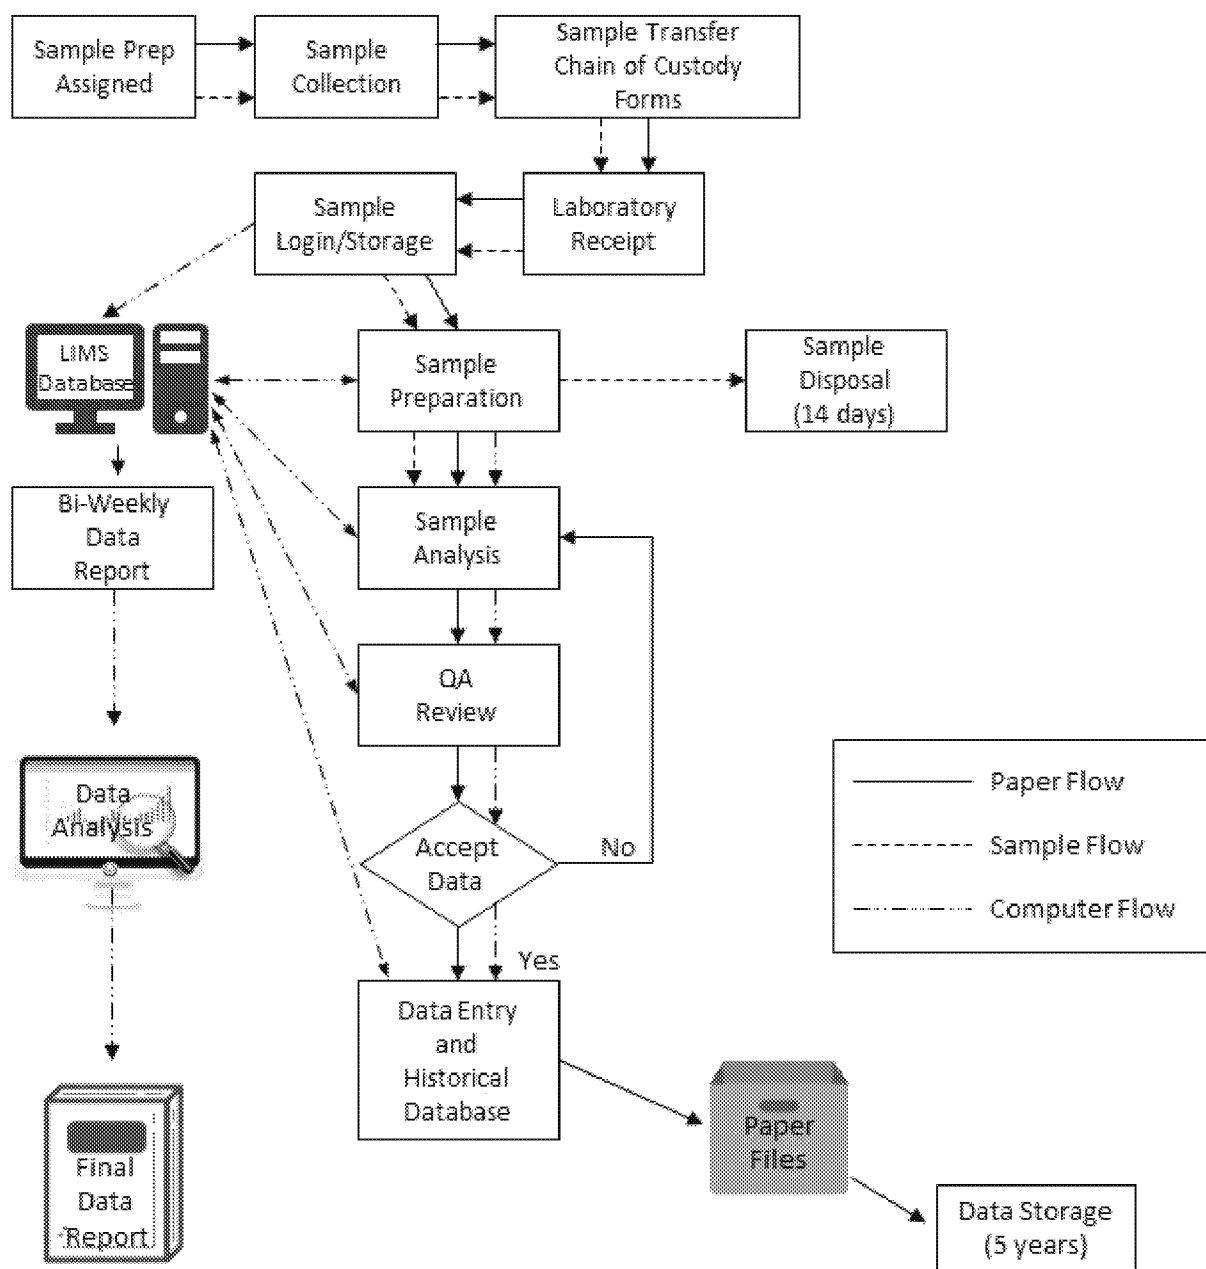 Sample Prep
Assigned
Sample
Collection
Sample Transfer
Chain of Custody
Forms
Sample
Login/Storage
Laboratory
Receipt
LIMS
Database
Sample
Preparation
Sample
Disposal
(14 days)
Bi-Weekly
Data
Report
Sample
Analysis
QA
Review
Data
Analysis
Accept
Data
No
Yes
Paper Flow
Sample Flow
Computer Flow
Data Entry
and
Historical
Database
Paper
Files
Final
Data
Report
Data Storage
(5 years)